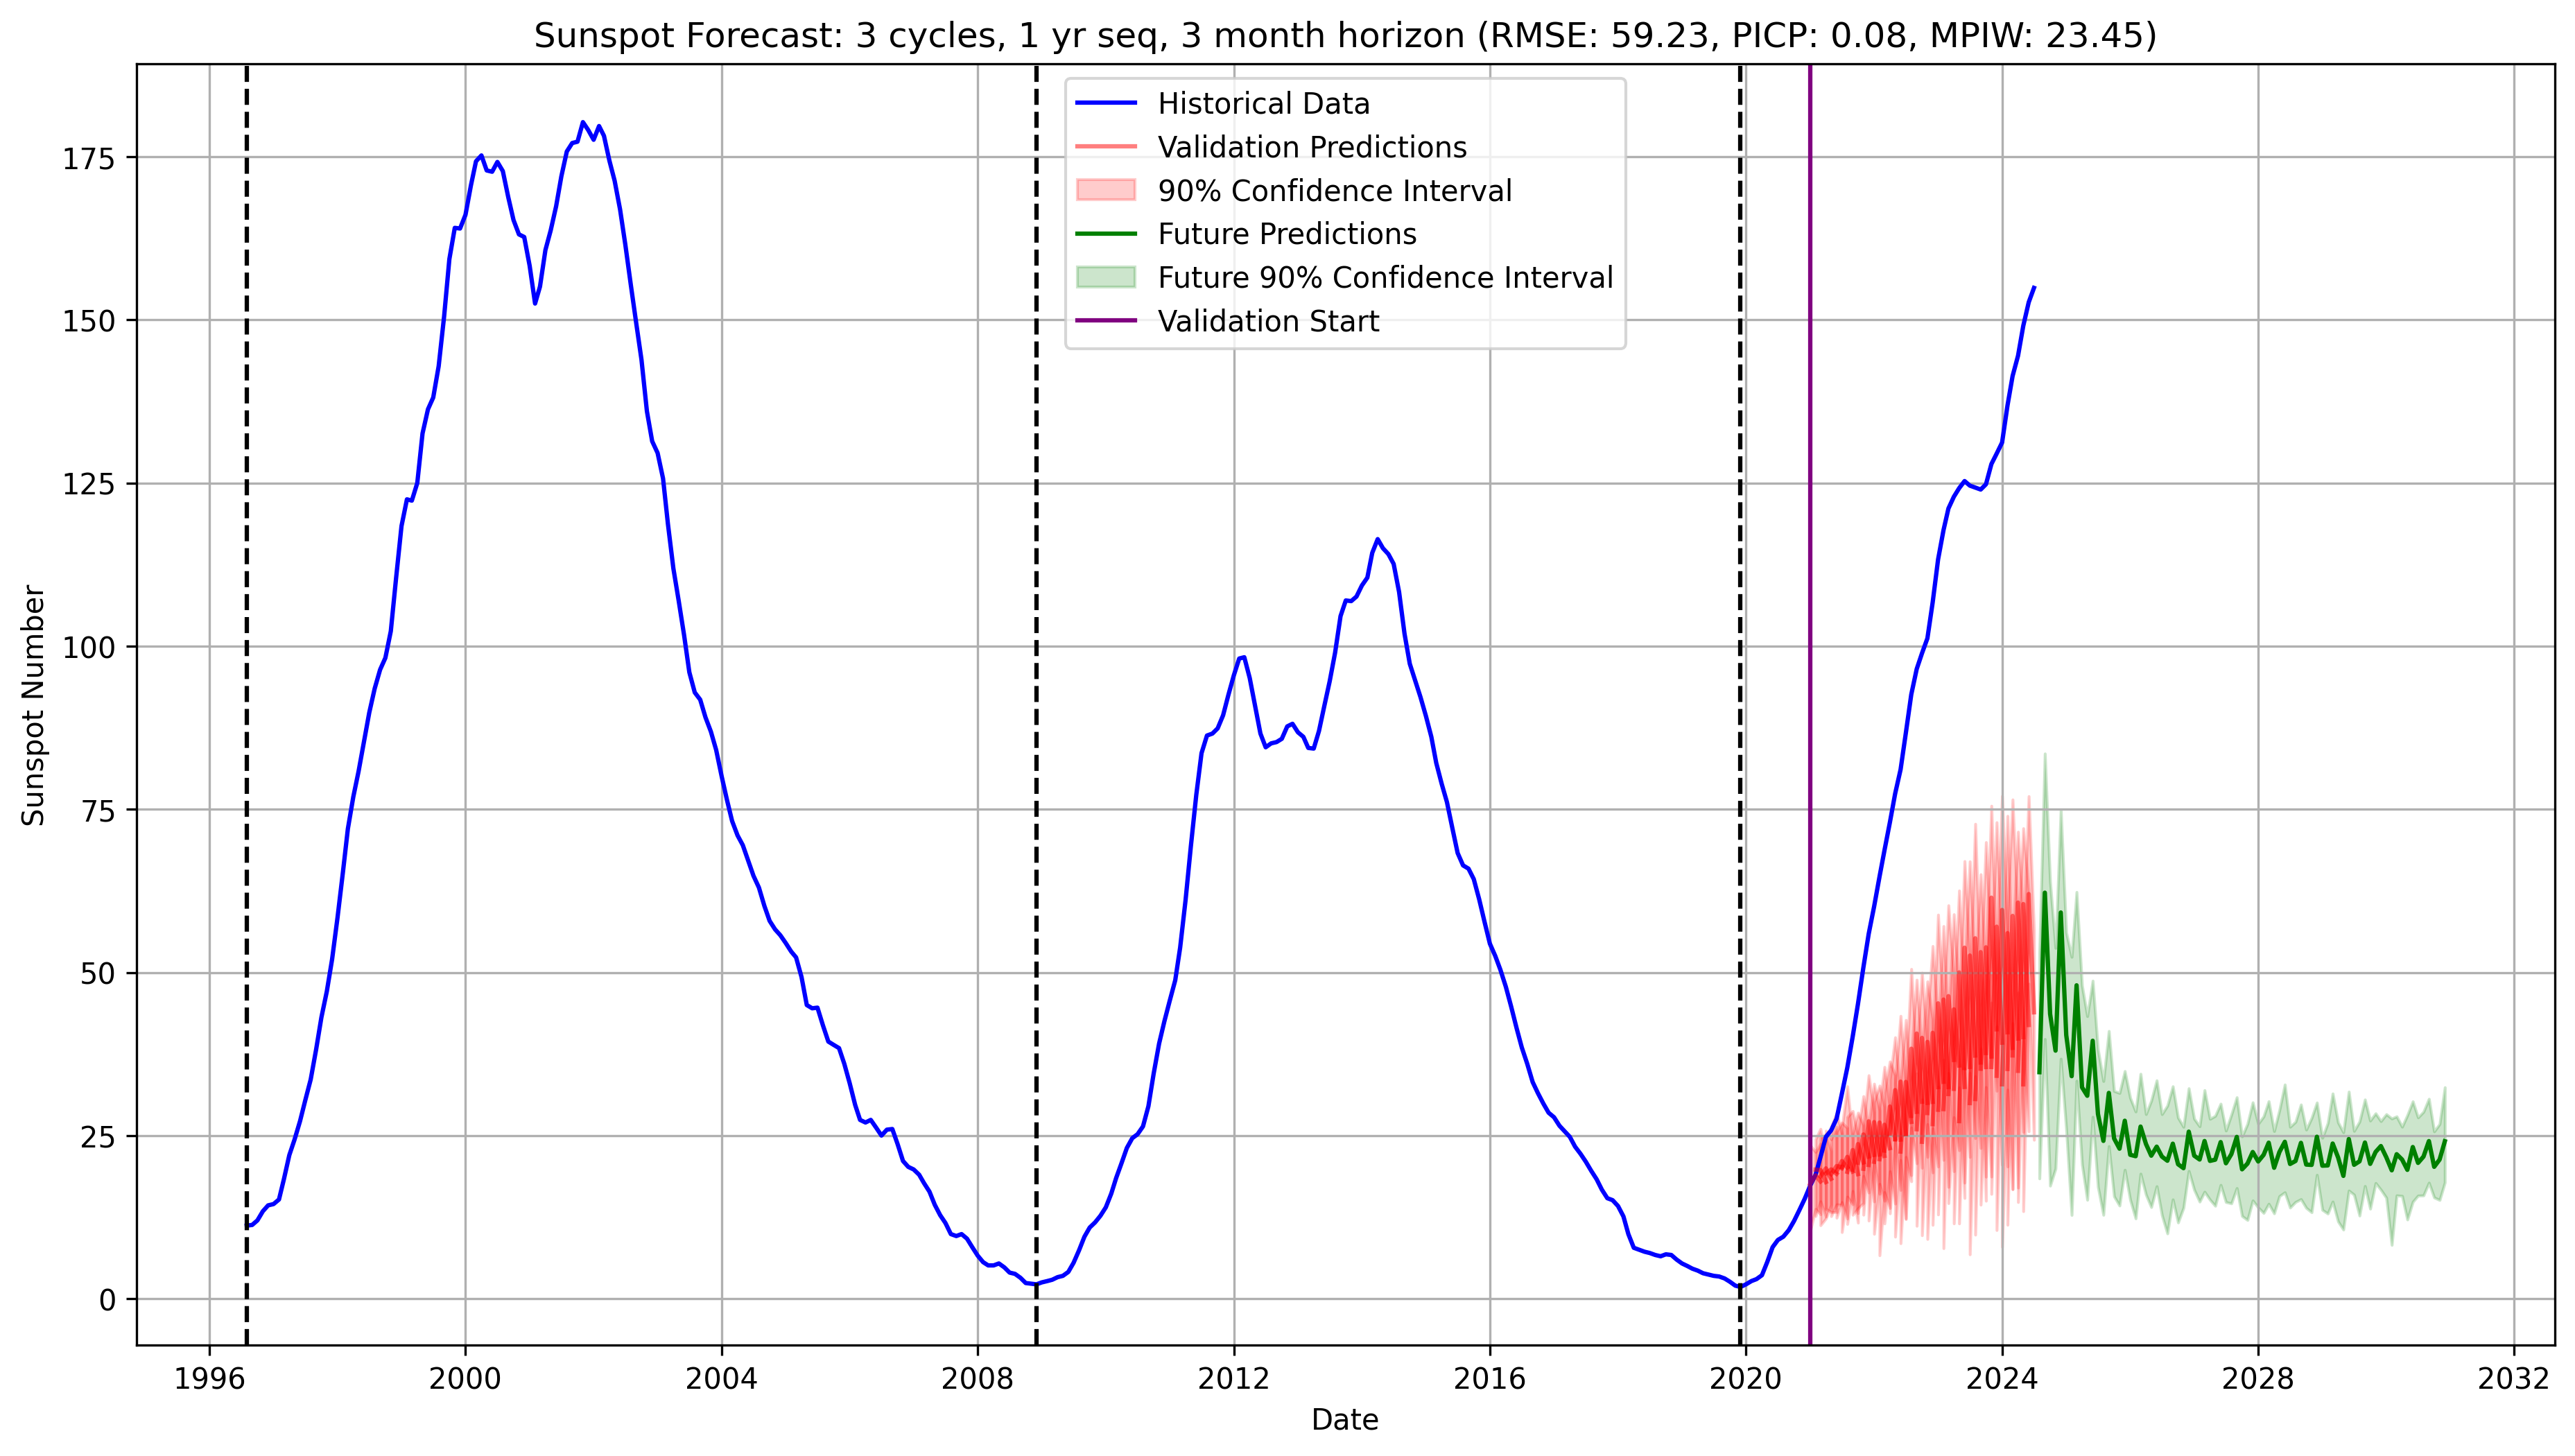 Sunspot Forecast: 3 cycles, 1 yr seq, 3 month horizon (RMSE: 59.23, PICP: 0.08, MPIW: 23.45)
Historical Data
Validation Predictions
90% Confidence Interval
Future Predictions
Future 90% Confidence Interval
Validation Start
Sunspot Number
175
150
125
100
75
50
25
0
1996 2000 2004 2008 2012 2016 2020 2024 2028 2032
Date